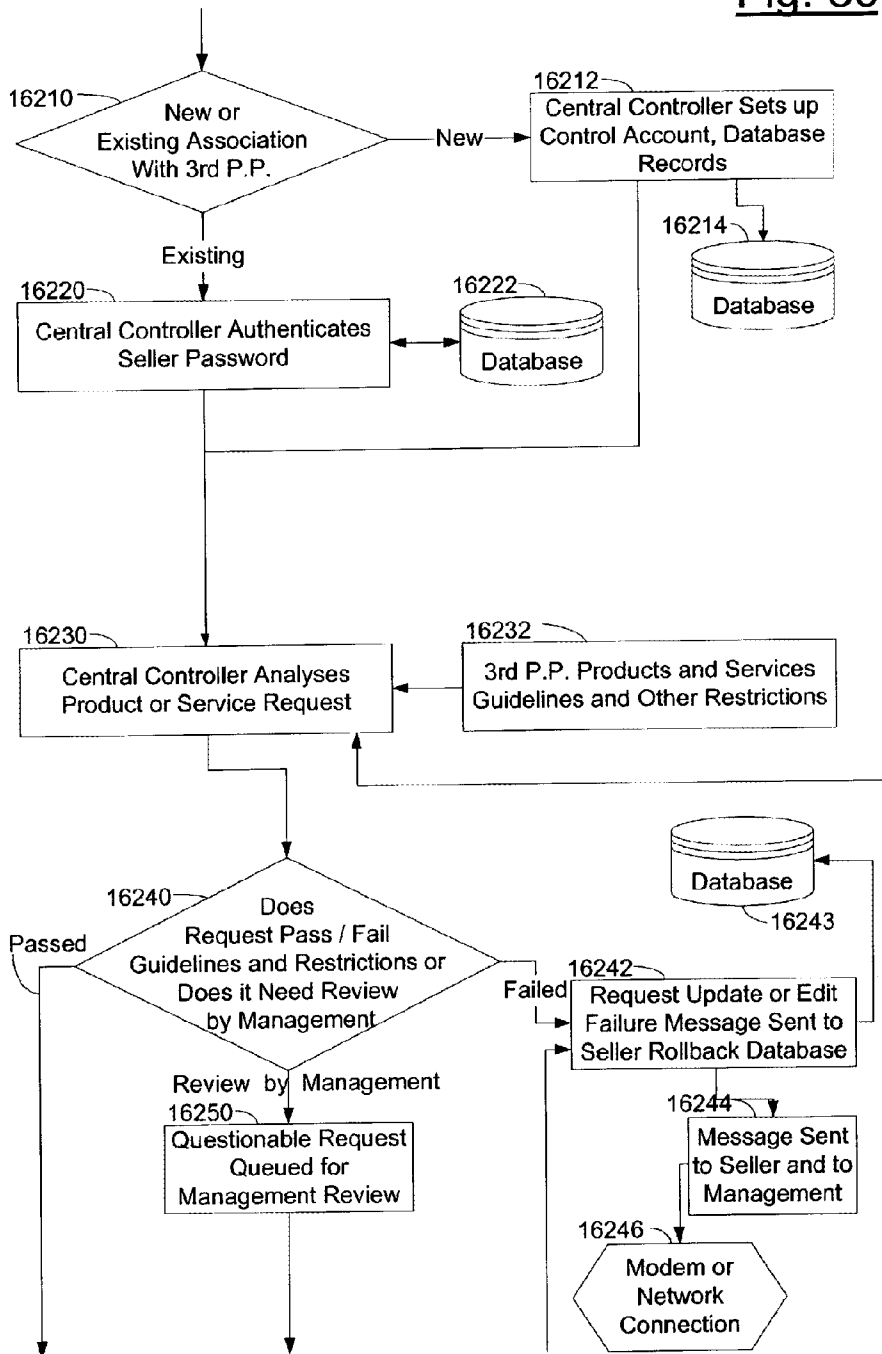 16210
New or
Existing Association
With 3rd P.P.
New
16212
Central Controller Sets up
Control Account, Database
Records
16214
Database
Existing
16220
Central Controller Authenticates
Seller Password
16222
Database
16230
Central Controller Analyses
Product or Service Request
16232
3rd P.P. Products and Services
Guidelines and Other Restrictions
16240
Does
Request Pass / Fail
Guidelines and Restrictions or
Does it Need Review
by Management
Passed
Failed
Database
16243
16242
Request Update or Edit
Failure Message Sent to
Seller Rollback Database
Review by Management
16250
Questionable Request
Queued for
Management Review
16244
Message Sent
to Seller and to
Management
16246
Modem or
Network
Connection